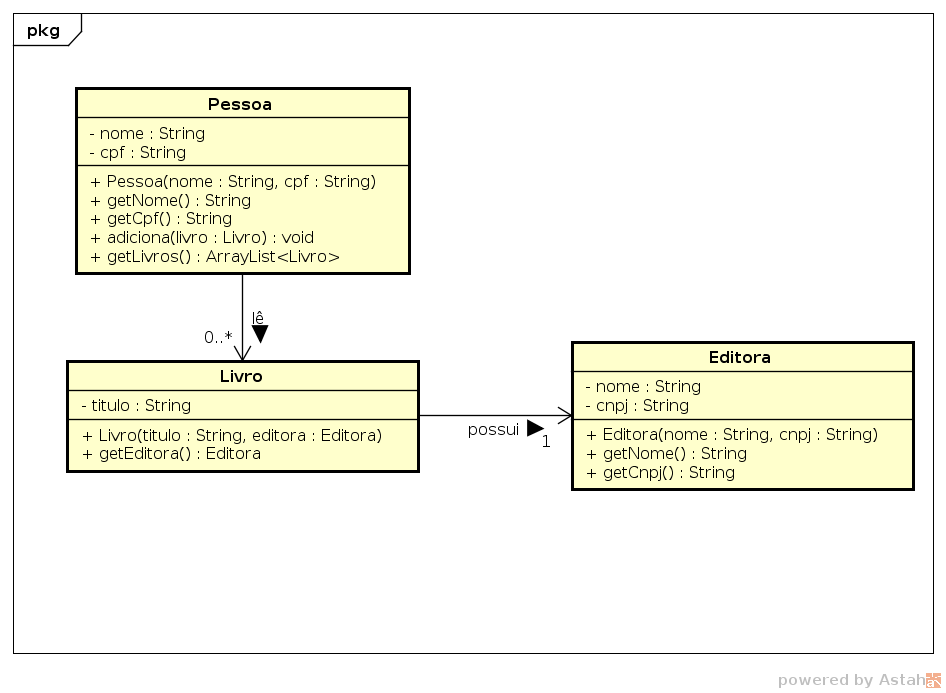 pkg
Pessoa
- nome : String
- cpf : String
+ Pessoa(nome : String, cpf : String)
+ getNome() : String
+ getCpf() : String
+ adiciona(livro : Livro) : void
+ getLivros() : ArrayList<Livro>
lê
0..*
Livro
- titulo : String
+ Livro(titulo : String, editora : Editora)
+ getEditora() : Editora
possui
1
Editora
- nome : String
- cnpj : String
+ Editora(nome : String, cnpj : String)
+ getNome() : String
+ getCnpj() : String
powered by Astah